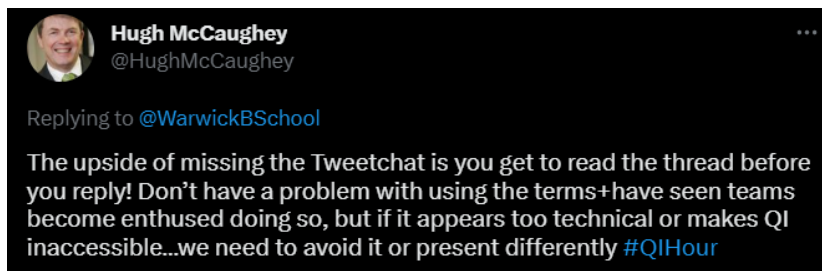 Hugh McCaughey
@HughMcCaughey
Replying to @WarwickBSchool
The upside of missing the Tweetchat is you get to read the thread before
you reply! Don’t have a problem with using the terms+have seen teams
become enthused doing so, but if it appears too technical or makes QI
inaccessible...we need to avoid it or present differently #QIHour